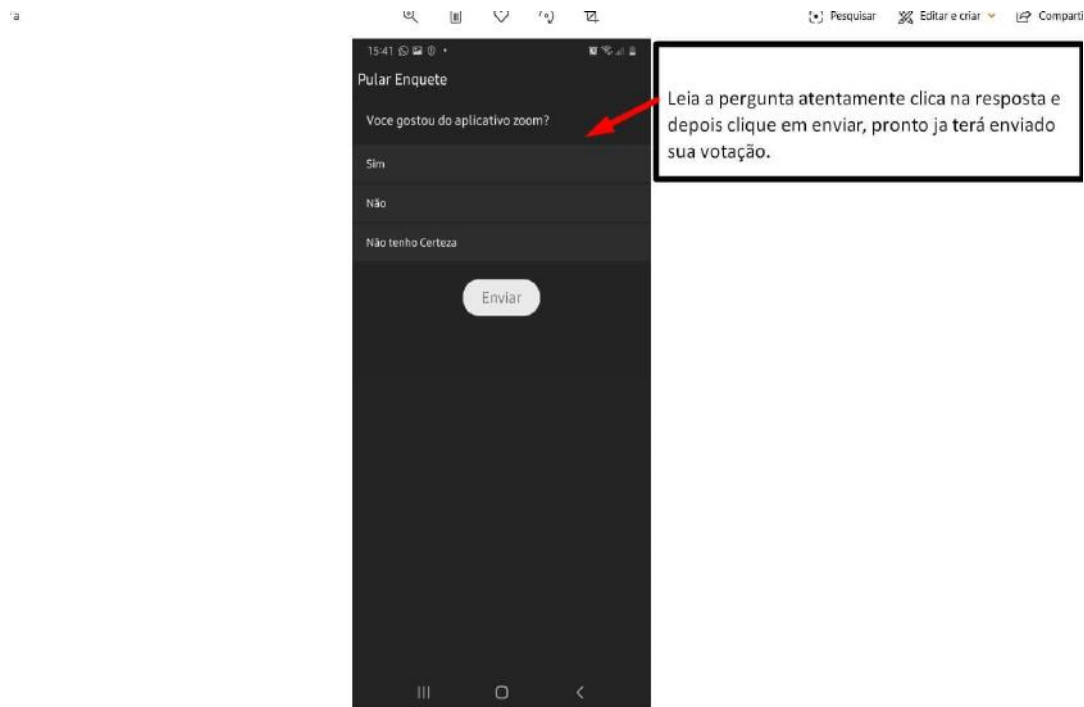 Pesquisar Editar e criar Comparti
15:41
Pular Enquete
Voce gostou do aplicativo zoom?
Sim
Não
Não tenho Certeza
Enviar
Leia a pergunta atentamente clica na resposta e
depois clique em enviar, pronto ja terá enviado
sua votação.